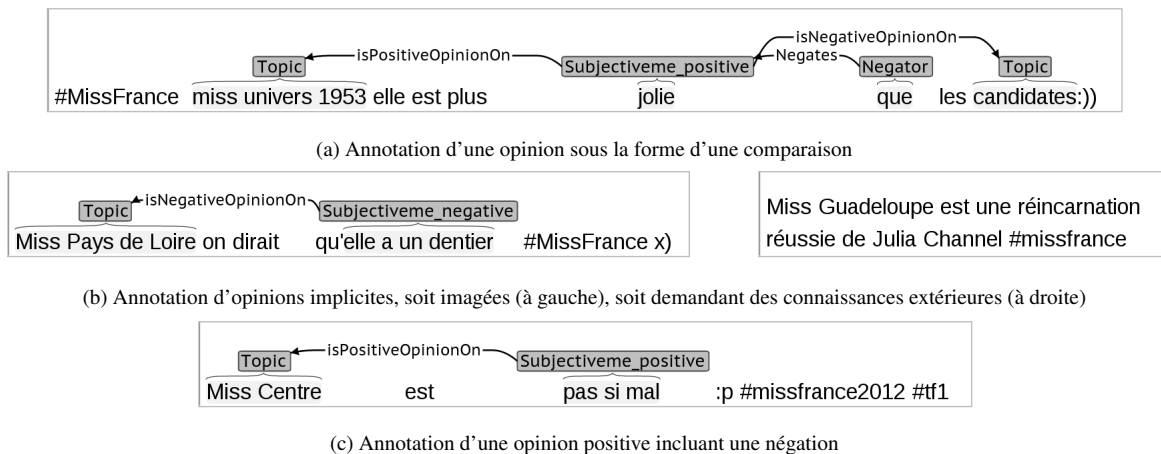 isNegativeOpinionOn
isPositiveOpinionOn Negates
Topic Subjectiveme_positive Negator Topic
#MissFrance miss univers 1953 elle est plus jolie que les candidates:))
(a) Annotation d'une opinion sous la forme d'une comparaison
isNegativeOpinionOn
Topic Subjectiveme_negative
Miss Pays de Loire on dirait qu'elle a un dentier #MissFrance x)
Miss Guadeloupe est une réincarnation
réussie de Julia Channel #missfrance
(b) Annotation d'opinions implicites, soit imagées (à gauche), soit demandant des connaissances extérieures (à droite)
isPositiveOpinionOn
Topic Subjectiveme_positive
Miss Centre est pas si mal :p #missfrance2012 #tf1
(c) Annotation d'une opinion positive incluant une négation